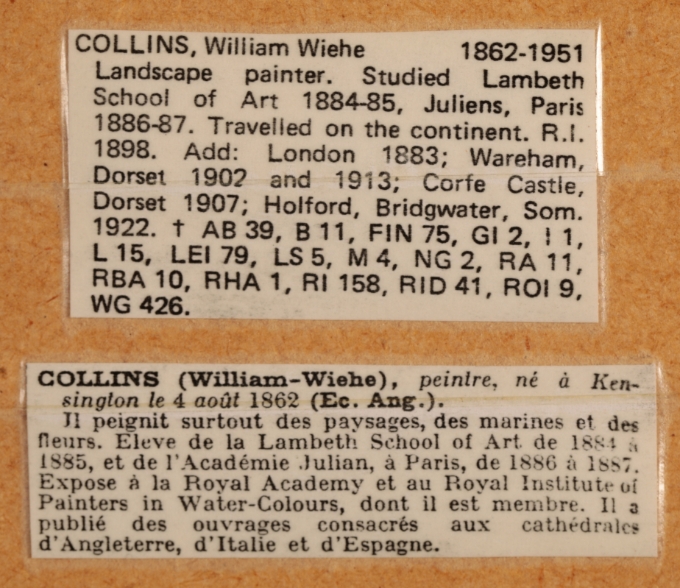 COLLINS, William Wiehe 1862-1951
Landscape painter. Studied Lambeth
School of Art 1884-85, Juliens, Paris
1886-87. Travelled on the continent. R.I.
1898. Add: London 1883; Wareham,
Dorset 1902 and 1913; Corfe Castle,
Dorset 1907; Holford, Bridgwater, Som.
1922. † AB 39, B 11, FIN 75, GI 2, I 1,
L 15, LEI 79, LS 5, M 4, NG 2, RA 11,
RBA 10, RHA 1, RI 158, RID 41, ROI 9,
WG 426.
COLLINS (William-Wiehe), peintre, né à Ken-
sington le 4 août 1862 (Ec. Ang.).
Il peignit surtout des paysages, des marines et des
fleurs. Eleve de la Lambeth School of Art de 1884 à
1885, et de l'Académie Julian, à Paris, de 1886 à 1887.
Expose à la Royal Academy et au Royal Institute of
Painters in Water-Colours, dont il est membre. Il a
publié des ouvrages consacrés aux cathédrales
d'Angleterre, d'Italie et d'Espagne.